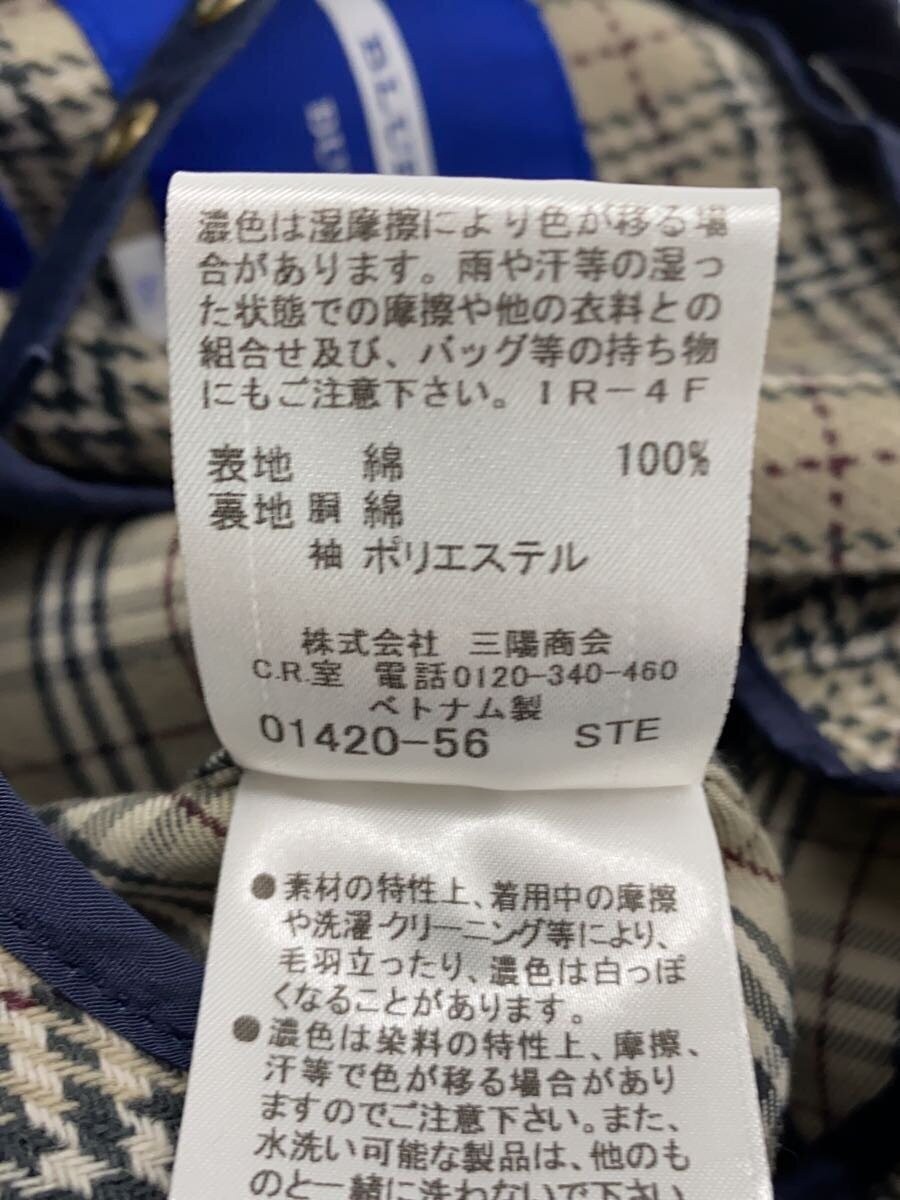 濃色は湿摩擦により色が移る場
合があります。雨や汗等の湿っ
た状態での摩擦や他の衣料との
組合せ及び、バッグ等の持ち物
にもご注意下さい。IR-4F
表地 綿 100%
裏地 胴 綿
袖 ポリエステル
株式会社 三陽商会
C.R.室 電話0120-340-460
ベトナム製
01420-56 STE
●素材の特性上、着用中の摩擦
や洗濯・クリーニング等により、
毛羽立ったり、濃色は白っぽ
くなることがあります。
●濃色は染料の特性上、摩擦、
汗等で色が移る場合があり
ますのでご注意下さい。また、
水洗い可能な製品は、他のも
のと一緒に洗わないで下さい